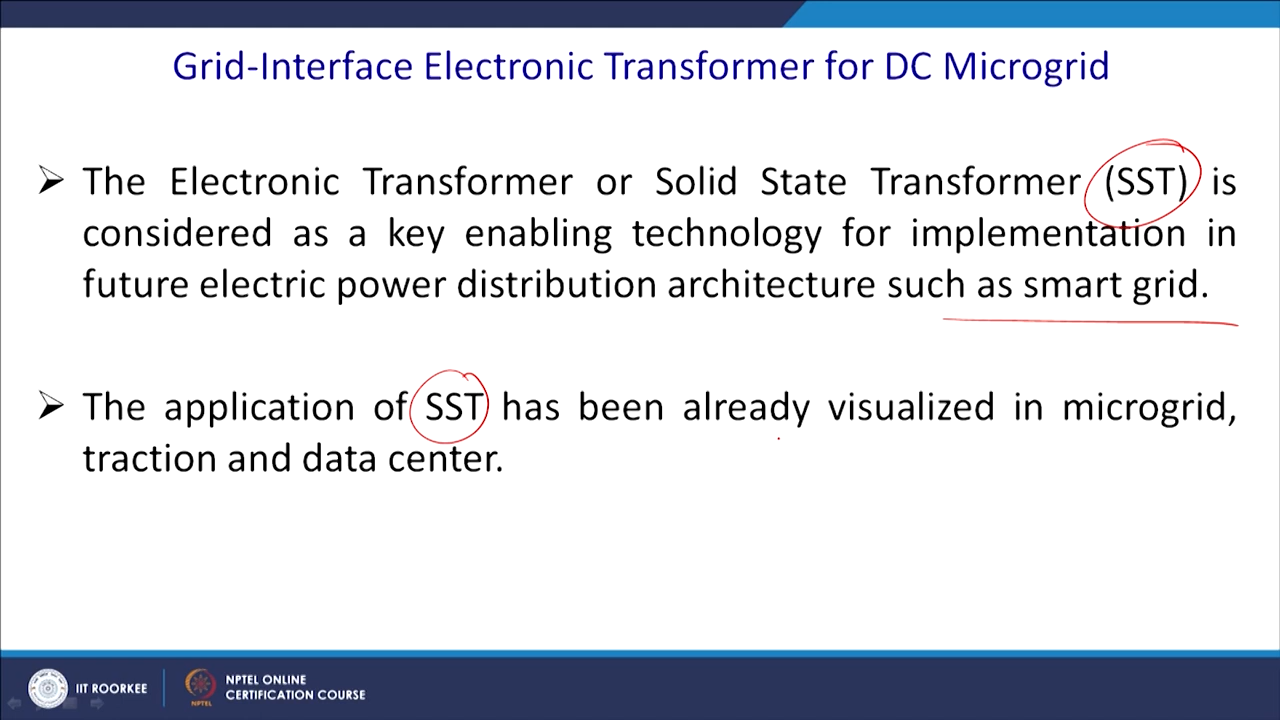 Grid-Interface Electronic Transformer for DC Microgrid
➢ The Electronic Transformer or Solid State Transformer (SST) is
considered as a key enabling technology for implementation in
future electric power distribution architecture such as smart grid.
➢ The application of SST has been already visualized in microgrid,
traction and data center.
IIT ROORKEE
NPTEL
NPTEL ONLINE
CERTIFICATION COURSE